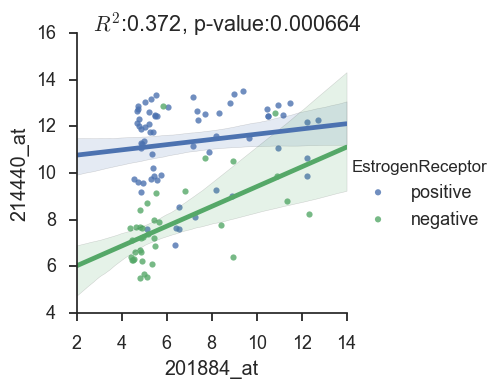 R²:0.372, p-value:0.000664
16
14
12
10
8
6
4
214440_at
2 4 6 8 10 12 14
201884_at
EstrogenReceptor
positive
negative